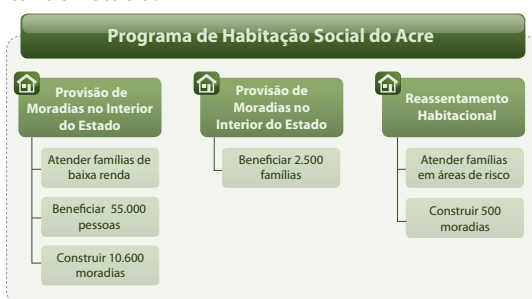 Programa de Habitação Social do Acre
Provisão de
Moradias no Interior
do Estado
Atender famílias de
baixa renda
Beneficiar 55.000
pessoas
Construir 10.600
moradias
Provisão de
Moradias no
Interior do Estado
Beneficiar 2.500
famílias
Reassentamento
Habitacional
Atender famílias
em áreas de risco
Construir 500
moradias